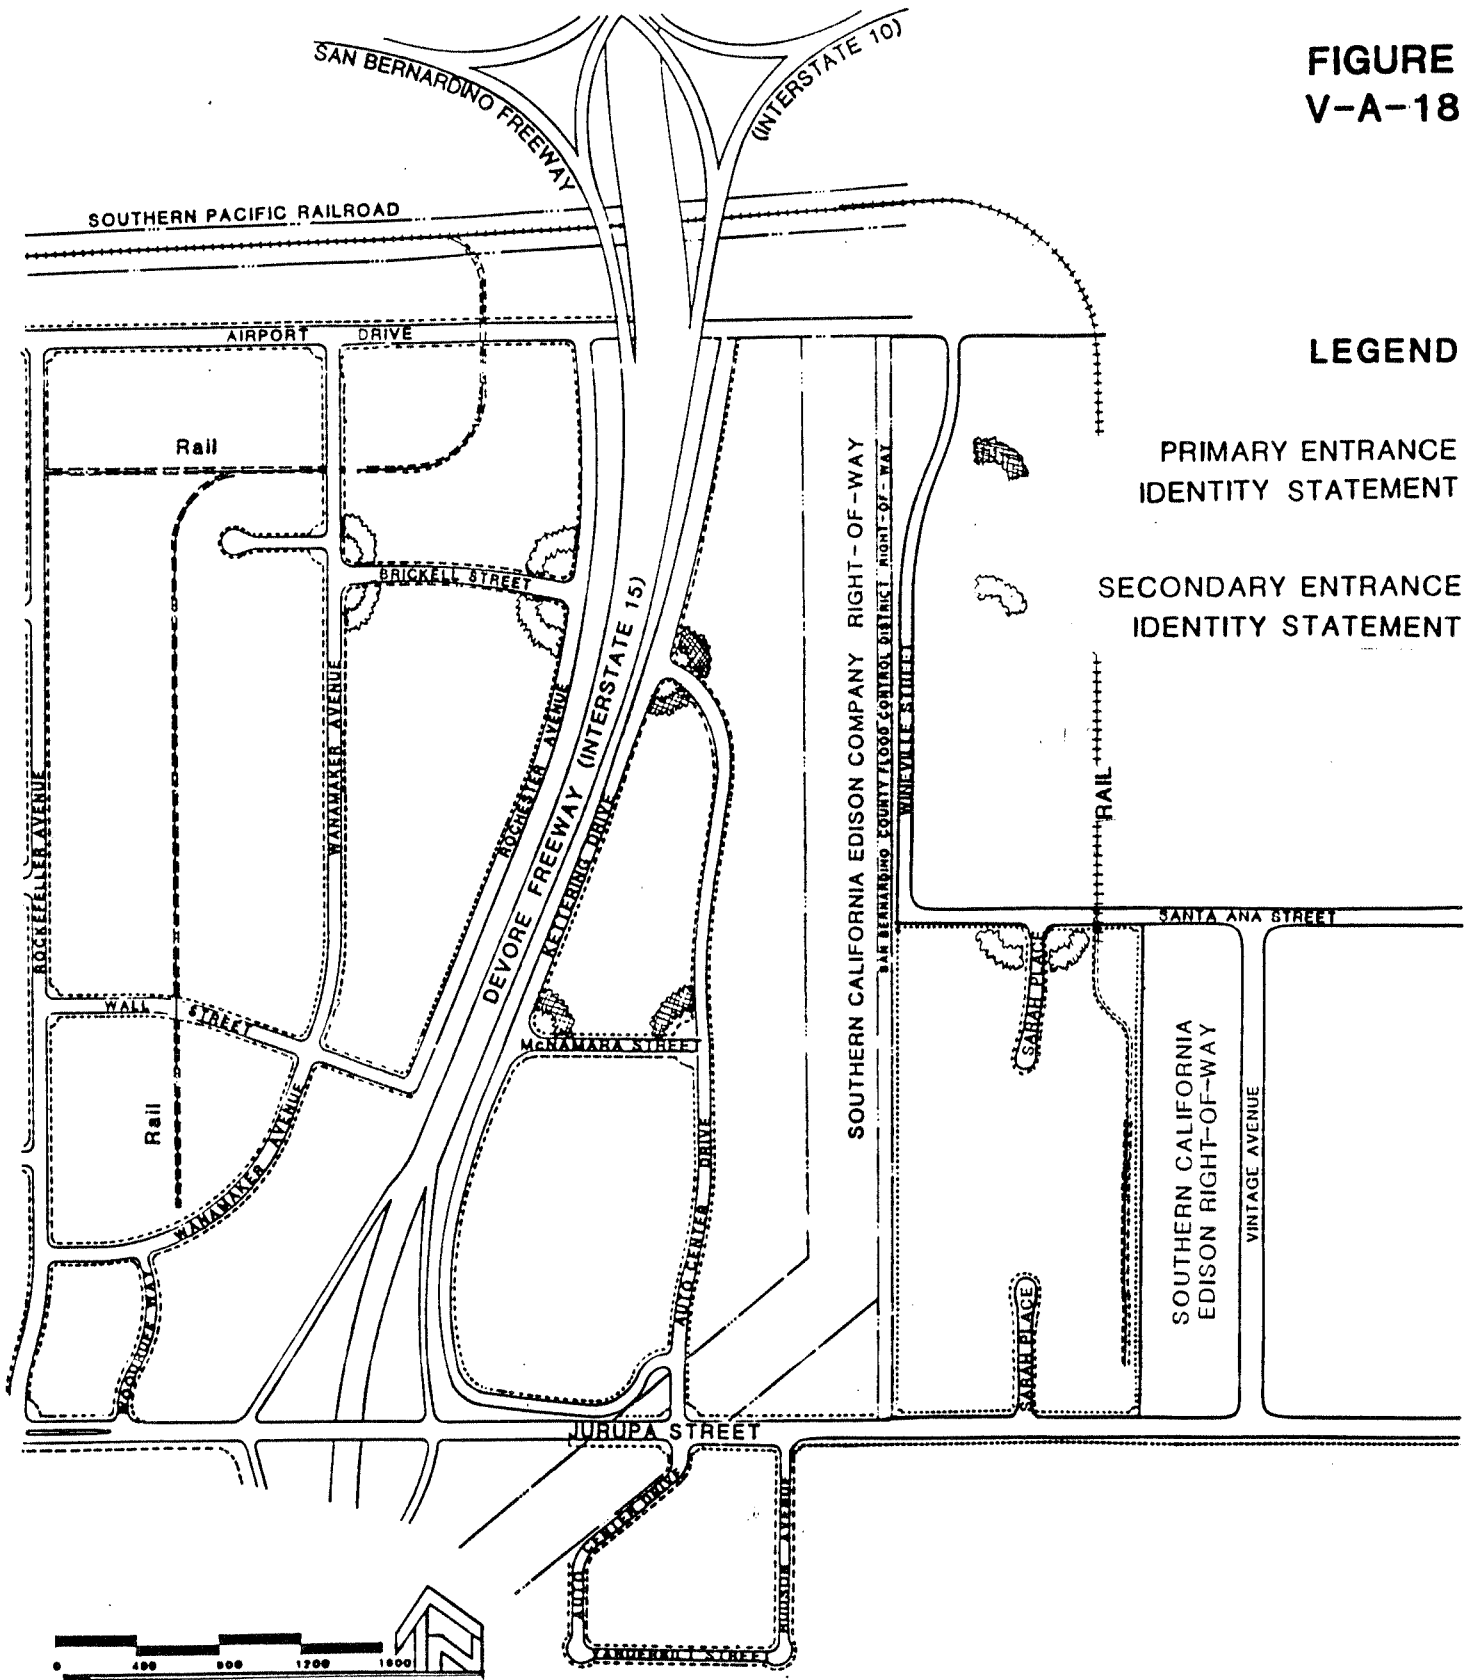 FIGURE
V-A-18
SAN BERNARDINO FREEWAY
(INTERSTATE 10)
SOUTHERN PACIFIC RAILROAD
AIRPORT DRIVE
LEGEND
PRIMARY ENTRANCE
IDENTITY STATEMENT
SECONDARY ENTRANCE
IDENTITY STATEMENT
Rail
BRICKELL STREET
ROCKEFELLER AVENUE
WANAMAKER AVENUE
ROCHESTER AVENUE
DEVORE FREEWAY (INTERSTATE 15)
KETTERING DRIVE
SOUTHERN CALIFORNIA EDISON COMPANY RIGHT-OF-WAY
SAN BERNARDINO COUNTY FLOOD CONTROL DISTRICT RIGHT-OF-WAY
WINEVILLE STREET
RAIL
SANTA ANA STREET
SARAH PLACE
WALL STREET
McNAMARA STREET
Rail
WANAMAKER AVENUE
AUTO CENTER DRIVE
SOUTHERN CALIFORNIA
EDISON RIGHT-OF-WAY
VINTAGE AVENUE
SARAH PLACE
JURUPA STREET
AUTO CENTER DRIVE
HUDSON AVENUE
VANDERBILT STREET
0 400 800 1200 1600
N